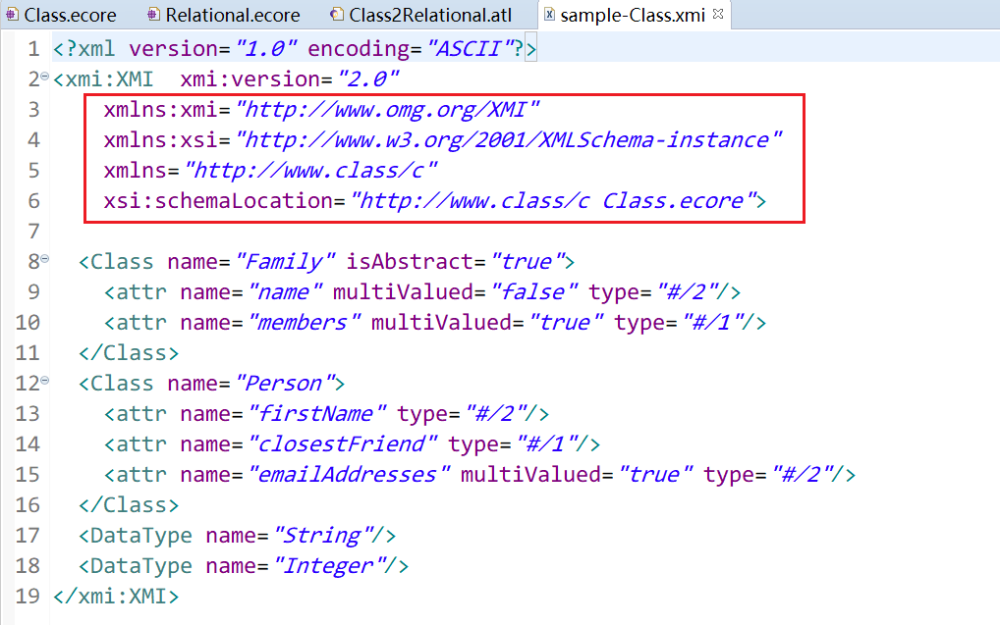 Class.ecore Relational.ecore Class2Relational.atl sample-Class.xmi
1 <?xml version="1.0" encoding="ASCII"?>
2 <xmi:XMI  xmi:version="2.0"
3     xmlns:xmi="http://www.omg.org/XMI"
4     xmlns:xsi="http://www.w3.org/2001/XMLSchema-instance"
5     xmlns="http://www.class/c"
6     xsi:schemaLocation="http://www.class/c Class.ecore">
7
8   <Class name="Family" isAbstract="true">
9     <attr name="name" multiValued="false" type="#/2"/>
10     <attr name="members" multiValued="true" type="#/1"/>
11   </Class>
12   <Class name="Person">
13     <attr name="firstName" type="#/2"/>
14     <attr name="closestFriend" type="#/1"/>
15     <attr name="emailAddresses" multiValued="true" type="#/2"/>
16   </Class>
17   <DataType name="String"/>
18   <DataType name="Integer"/>
19 </xmi:XMI>